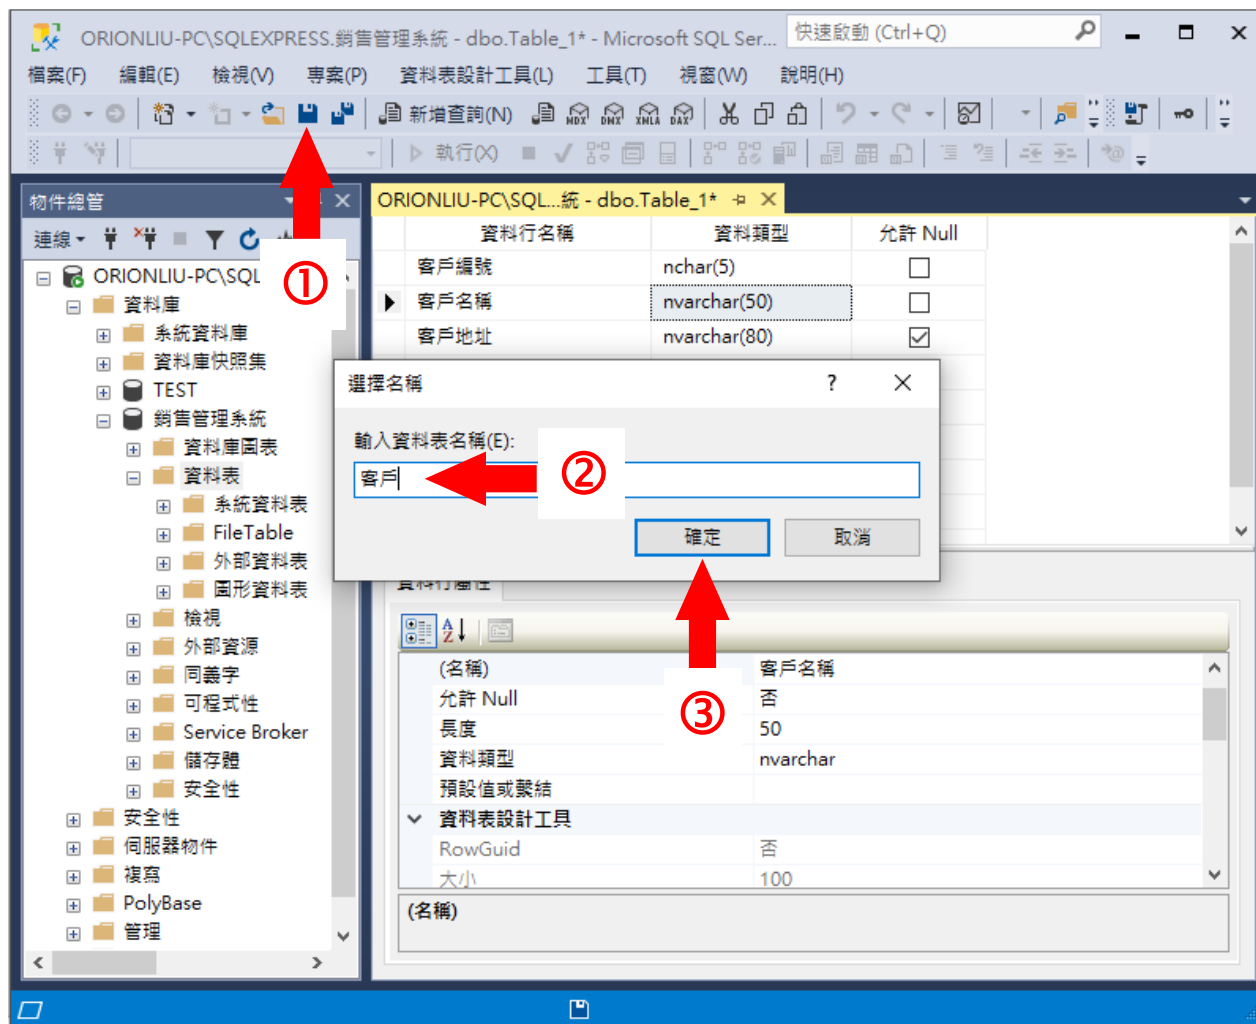 ORIONLIU-PC\SQLEXPRESS.銷售管理系統 - dbo.Table_1* - Microsoft SQL Ser...
快速啟動 (Ctrl+Q)
檔案(F) 編輯(E) 檢視(V) 專案(P) 資料表設計工具(L) 工具(T) 視窗(W) 說明(H)
新增查詢(N) MDX DMX XMLA DAX
執行(X)
①
物件總管
連線
ORIONLIU-PC\SQL
資料庫
系統資料庫
資料庫快照集
TEST
銷售管理系統
資料庫圖表
資料表
系統資料表
FileTable
外部資料表
圖形資料表
檢視
外部資源
同義字
可程式性
Service Broker
儲存體
安全性
安全性
伺服器物件
複寫
PolyBase
管理
ORIONLIU-PC\SQL...統 - dbo.Table_1*
資料行名稱 資料類型 允許 Null
客戶編號 nchar(5)
客戶名稱 nvarchar(50)
客戶地址 nvarchar(80)
選擇名稱 ?
輸入資料表名稱(E):
客戶
②
確定 取消
③
資料行屬性
(名稱) 客戶名稱
允許 Null 否
長度 50
資料類型 nvarchar
預設值或繫結
資料表設計工具
RowGuid 否
大小 100
(名稱)